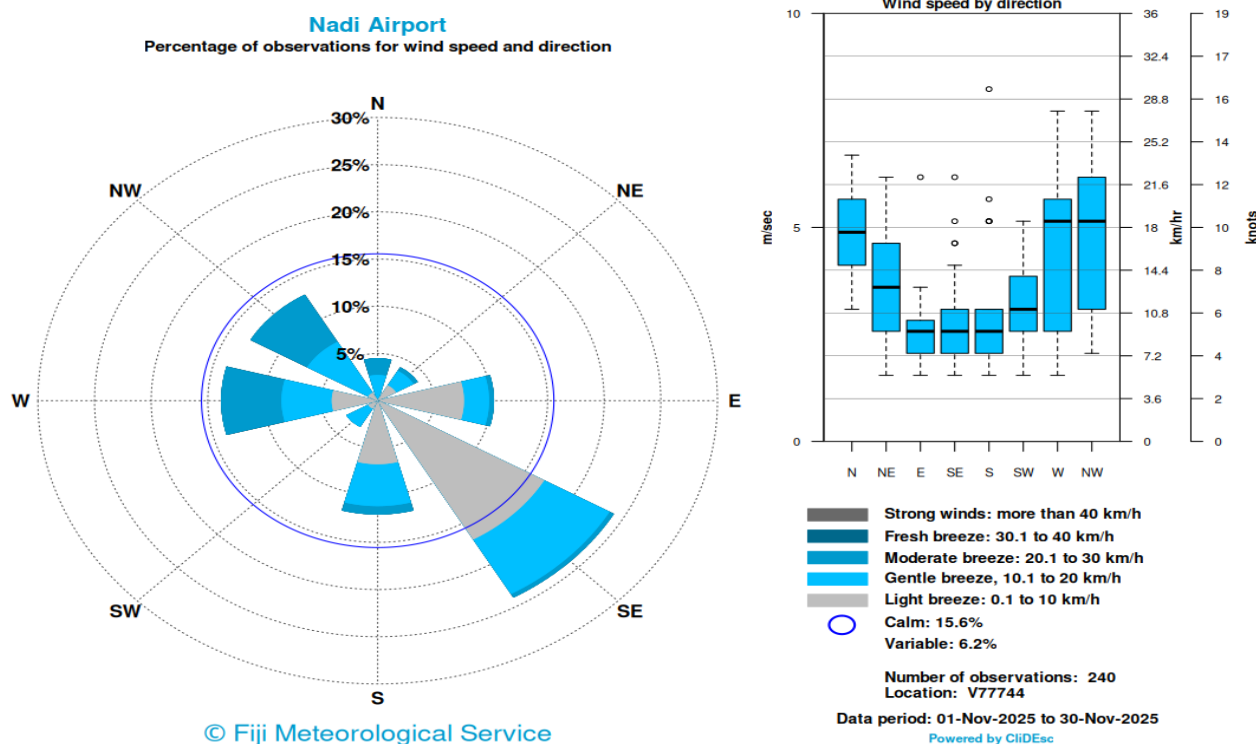 Nadi Airport
Percentage of observations for wind speed and direction
N
30%
25%
20%
15%
10%
5%
NW
NE
W
E
SW
SE
S
© Fiji Meteorological Service
Wind speed by direction
10
5
0
m/sec
36
32.4
28.8
25.2
21.6
18
14.4
10.8
7.2
3.6
0
km/hr
19
17
16
14
12
10
8
6
4
2
0
knots
N NE E SE S SW W NW
Strong winds: more than 40 km/h
Fresh breeze: 30.1 to 40 km/h
Moderate breeze: 20.1 to 30 km/h
Gentle breeze, 10.1 to 20 km/h
Light breeze: 0.1 to 10 km/h
Calm: 15.6%
Variable: 6.2%
Number of observations: 240
Location: V77744
Data period: 01-Nov-2025 to 30-Nov-2025
Powered by CliDEsc